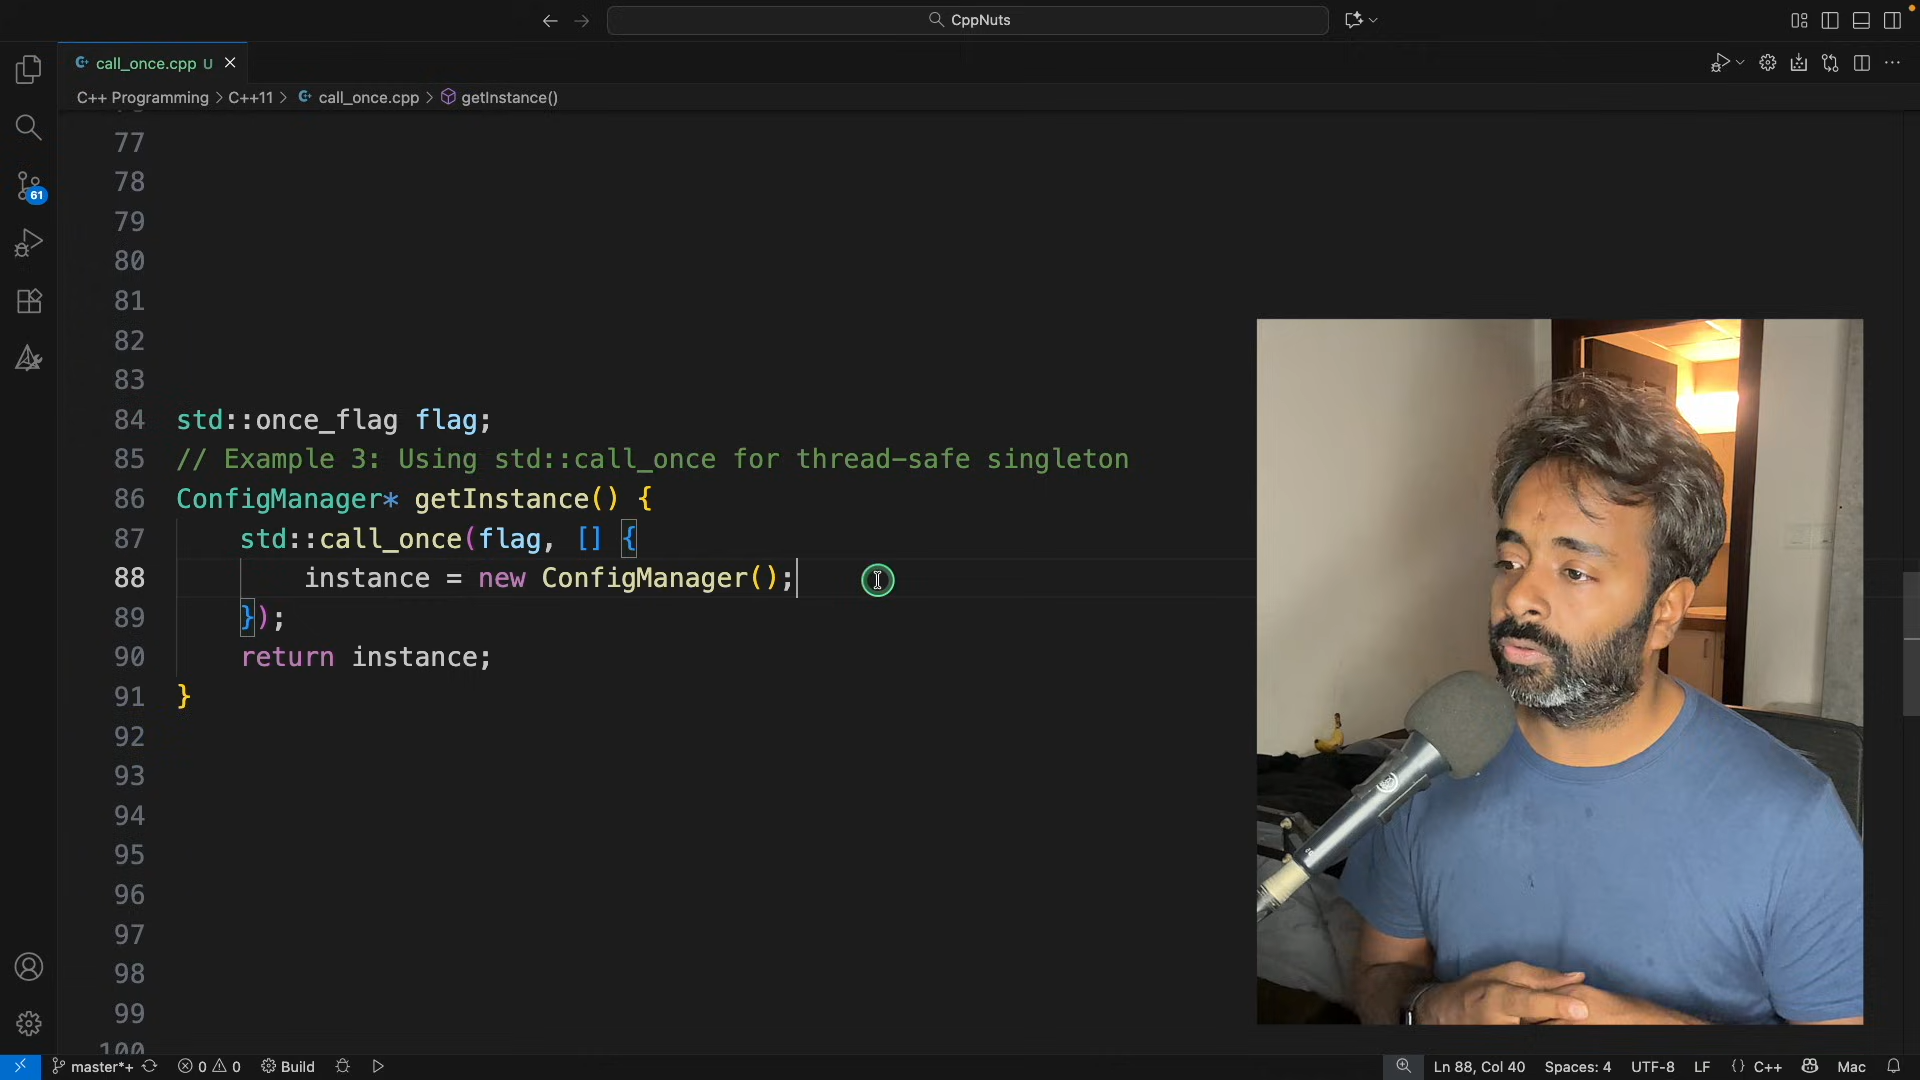 CppNuts
call_once.cpp U
C++ Programming > C++11 > call_once.cpp > getInstance()
61
77
78
79
80
81
82
83
84 std::once_flag flag;
85 // Example 3: Using std::call_once for thread-safe singleton
86 ConfigManager* getInstance() {
87 std::call_once(flag, [] {
88 instance = new ConfigManager();
89 });
90 return instance;
91 }
92
93
94
95
96
97
98
99
100
master*+ 0 0 Build Ln 88, Col 40 Spaces: 4 UTF-8 LF {} C++ Mac